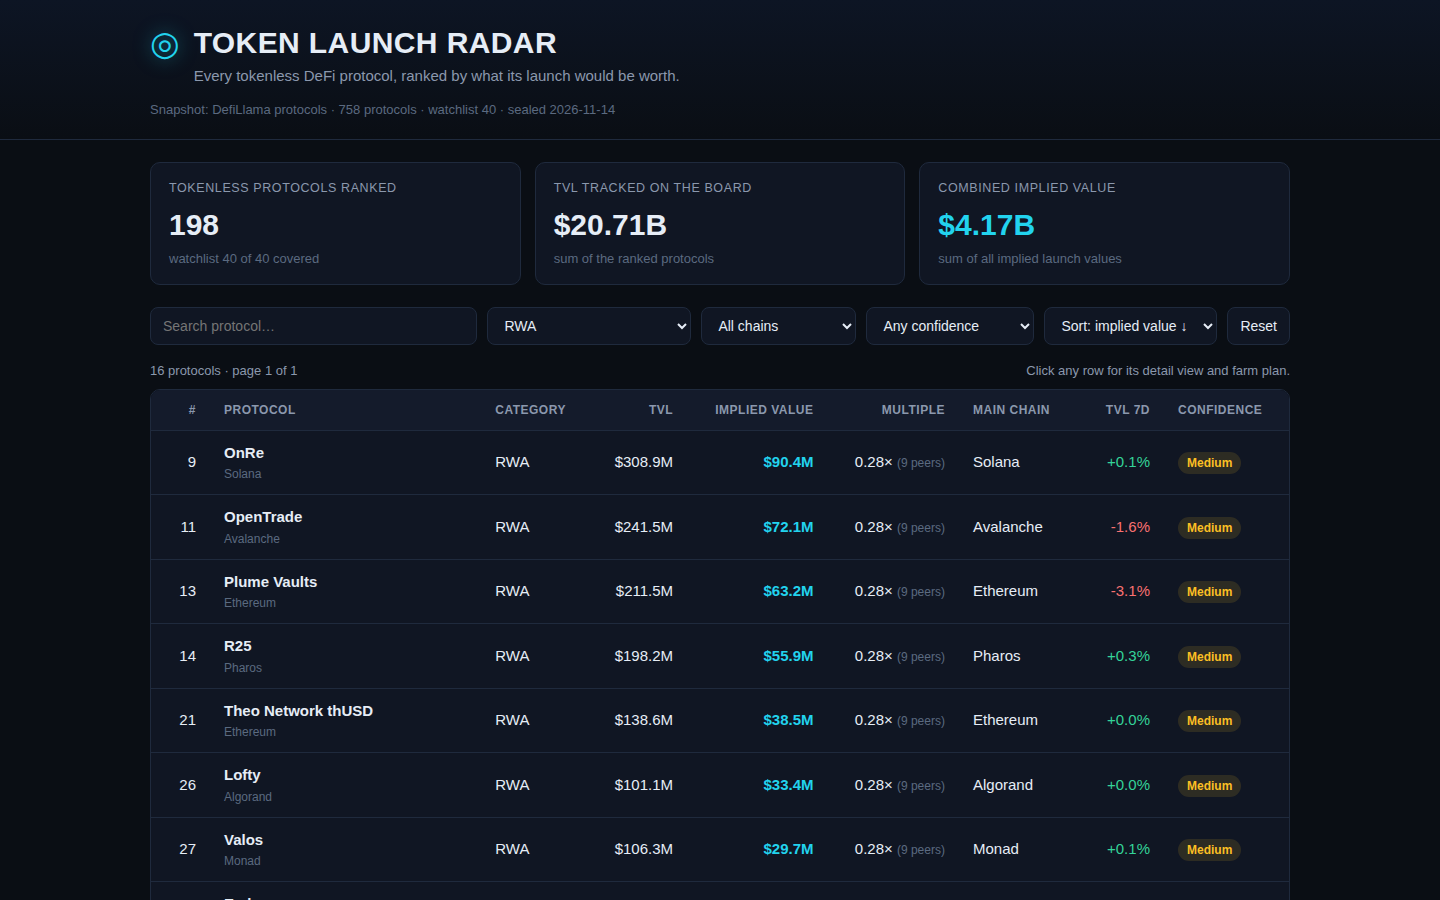 TOKEN LAUNCH RADAR
Every tokenless DeFi protocol, ranked by what its launch would be worth.
Snapshot: DefiLlama protocols · 758 protocols · watchlist 40 · sealed 2026-11-14
TOKENLESS PROTOCOLS RANKED
198
watchlist 40 of 40 covered
TVL TRACKED ON THE BOARD
$20.71B
sum of the ranked protocols
COMBINED IMPLIED VALUE
$4.17B
sum of all implied launch values
Search protocol… RWA All chains Any confidence Sort: implied value ↓ Reset
16 protocols · page 1 of 1 Click any row for its detail view and farm plan.
# PROTOCOL CATEGORY TVL IMPLIED VALUE MULTIPLE MAIN CHAIN TVL 7D CONFIDENCE
9 OnRe RWA $308.9M $90.4M 0.28× (9 peers) Solana +0.1% Medium
Solana
11 OpenTrade RWA $241.5M $72.1M 0.28× (9 peers) Avalanche -1.6% Medium
Avalanche
13 Plume Vaults RWA $211.5M $63.2M 0.28× (9 peers) Ethereum -3.1% Medium
Ethereum
14 R25 RWA $198.2M $55.9M 0.28× (9 peers) Pharos +0.3% Medium
Pharos
21 Theo Network thUSD RWA $138.6M $38.5M 0.28× (9 peers) Ethereum +0.0% Medium
Ethereum
26 Lofty RWA $101.1M $33.4M 0.28× (9 peers) Algorand +0.0% Medium
Algorand
27 Valos RWA $106.3M $29.7M 0.28× (9 peers) Monad +0.1% Medium
Monad